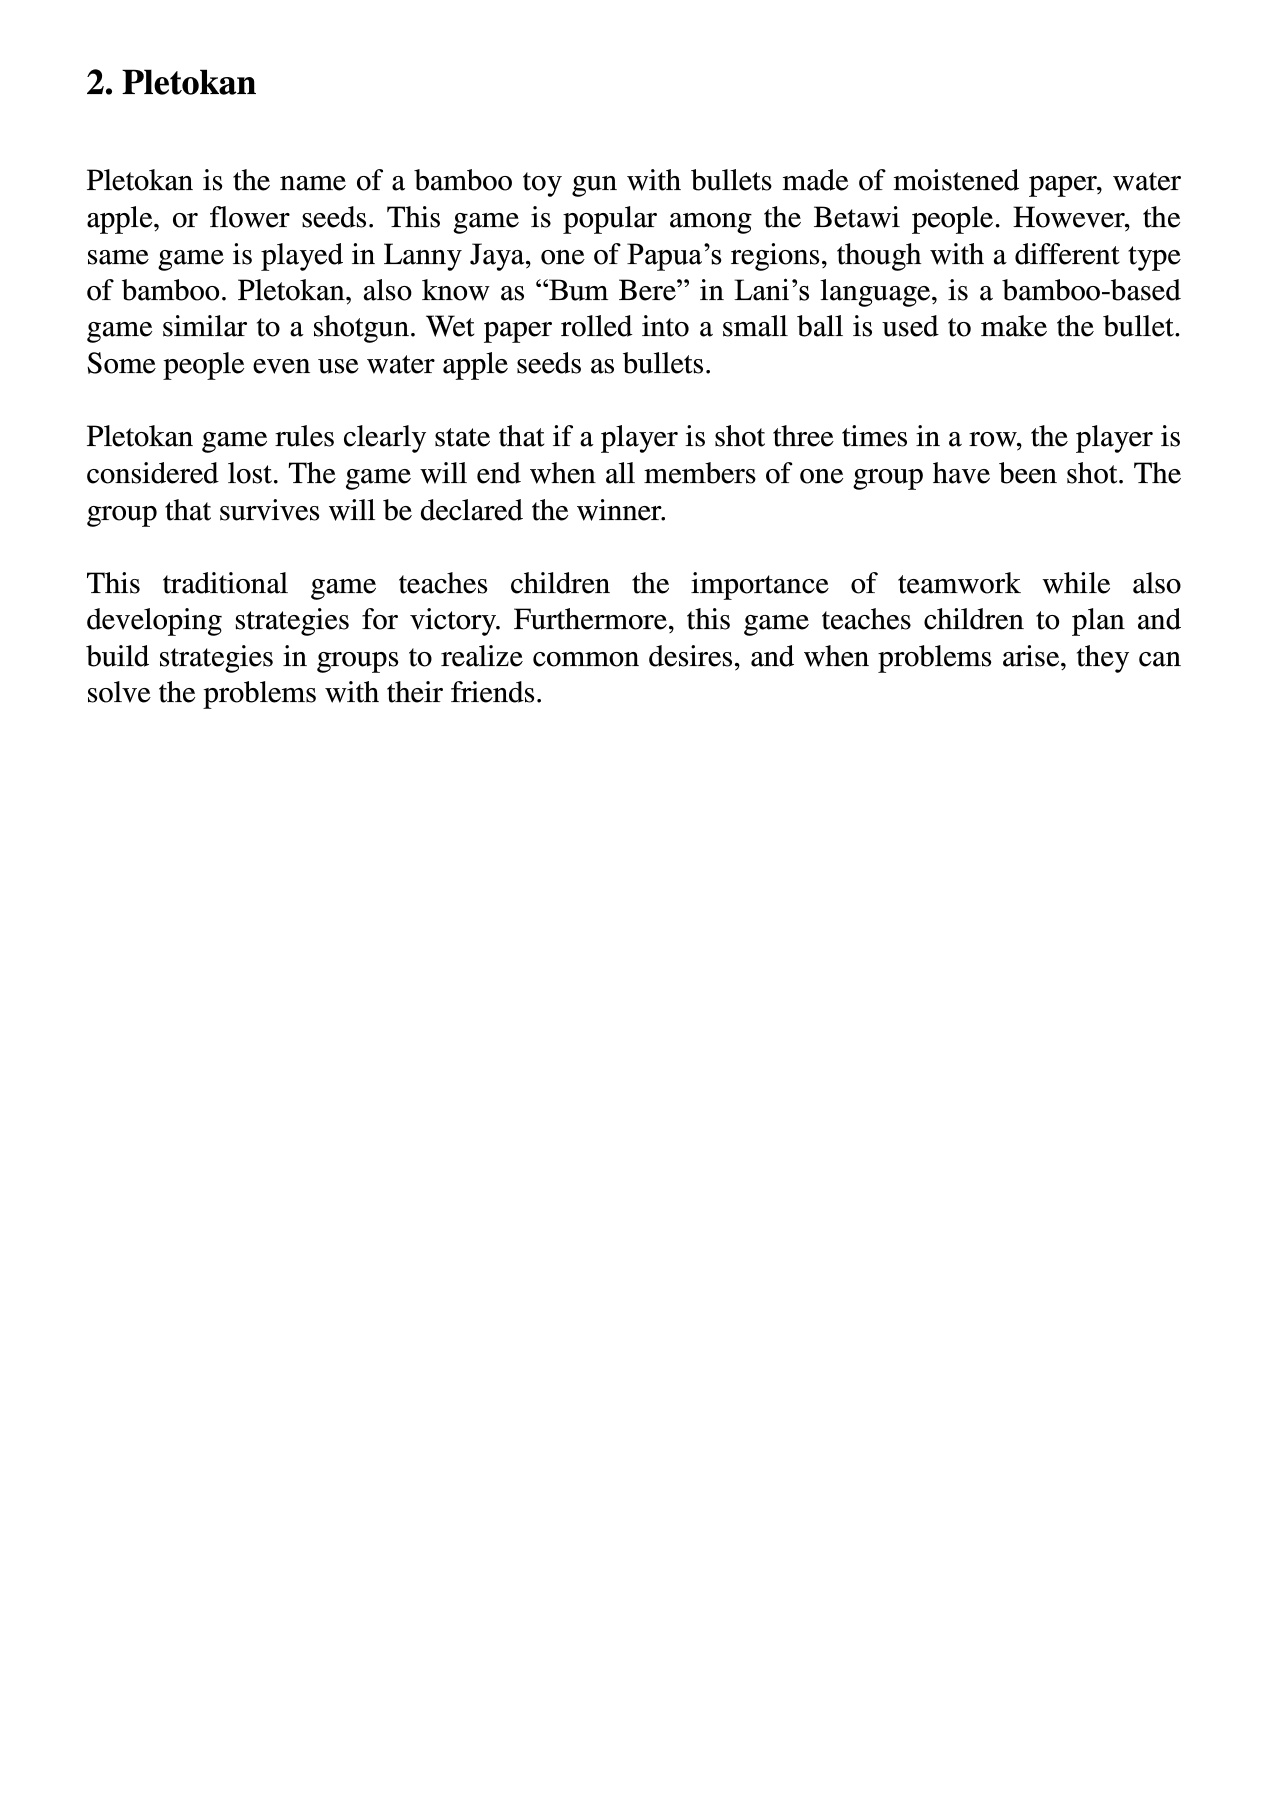 2. Pletokan
Pletokan is the name of a bamboo toy gun with bullets made of moistened paper, water
apple, or flower seeds. This game is popular among the Betawi people. However, the
same game is played in Lanny Jaya, one of Papua’s regions, though with a different type
of bamboo. Pletokan, also know as “Bum Bere” in Lani’s language, is a bamboo-based
game similar to a shotgun. Wet paper rolled into a small ball is used to make the bullet.
Some people even use water apple seeds as bullets.
Pletokan game rules clearly state that if a player is shot three times in a row, the player is
considered lost. The game will end when all members of one group have been shot. The
group that survives will be declared the winner.
This traditional game teaches children the importance of teamwork while also
developing strategies for victory. Furthermore, this game teaches children to plan and
build strategies in groups to realize common desires, and when problems arise, they can
solve the problems with their friends.